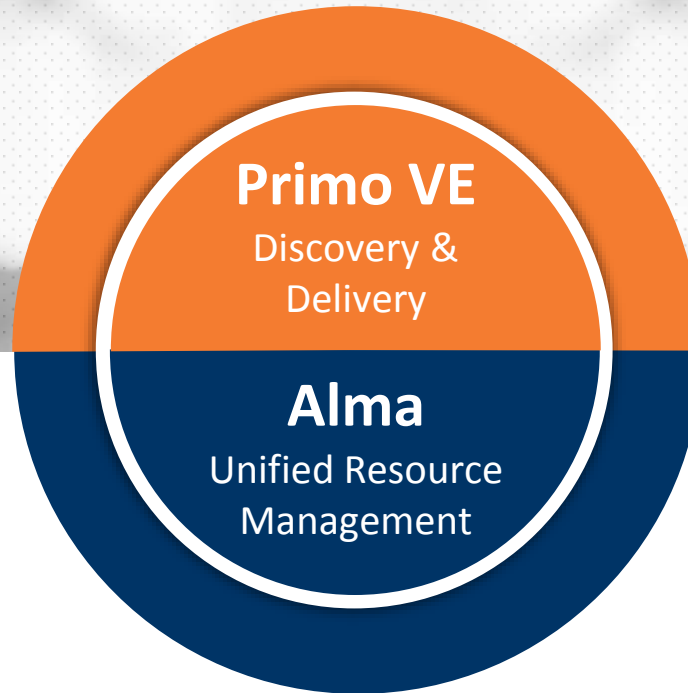 Primo VE
Discovery &
Delivery
Alma
Unified Resource
Management